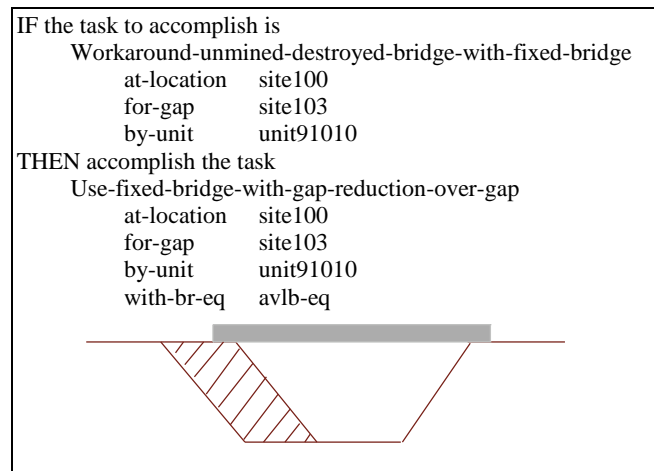 IF the task to accomplish is
Workaround-unmined-destroyed-bridge-with-fixed-bridge
at-location site100
for-gap site103
by-unit unit91010
THEN accomplish the task
Use-fixed-bridge-with-gap-reduction-over-gap
at-location site100
for-gap site103
by-unit unit91010
with-br-eq avlb-eq